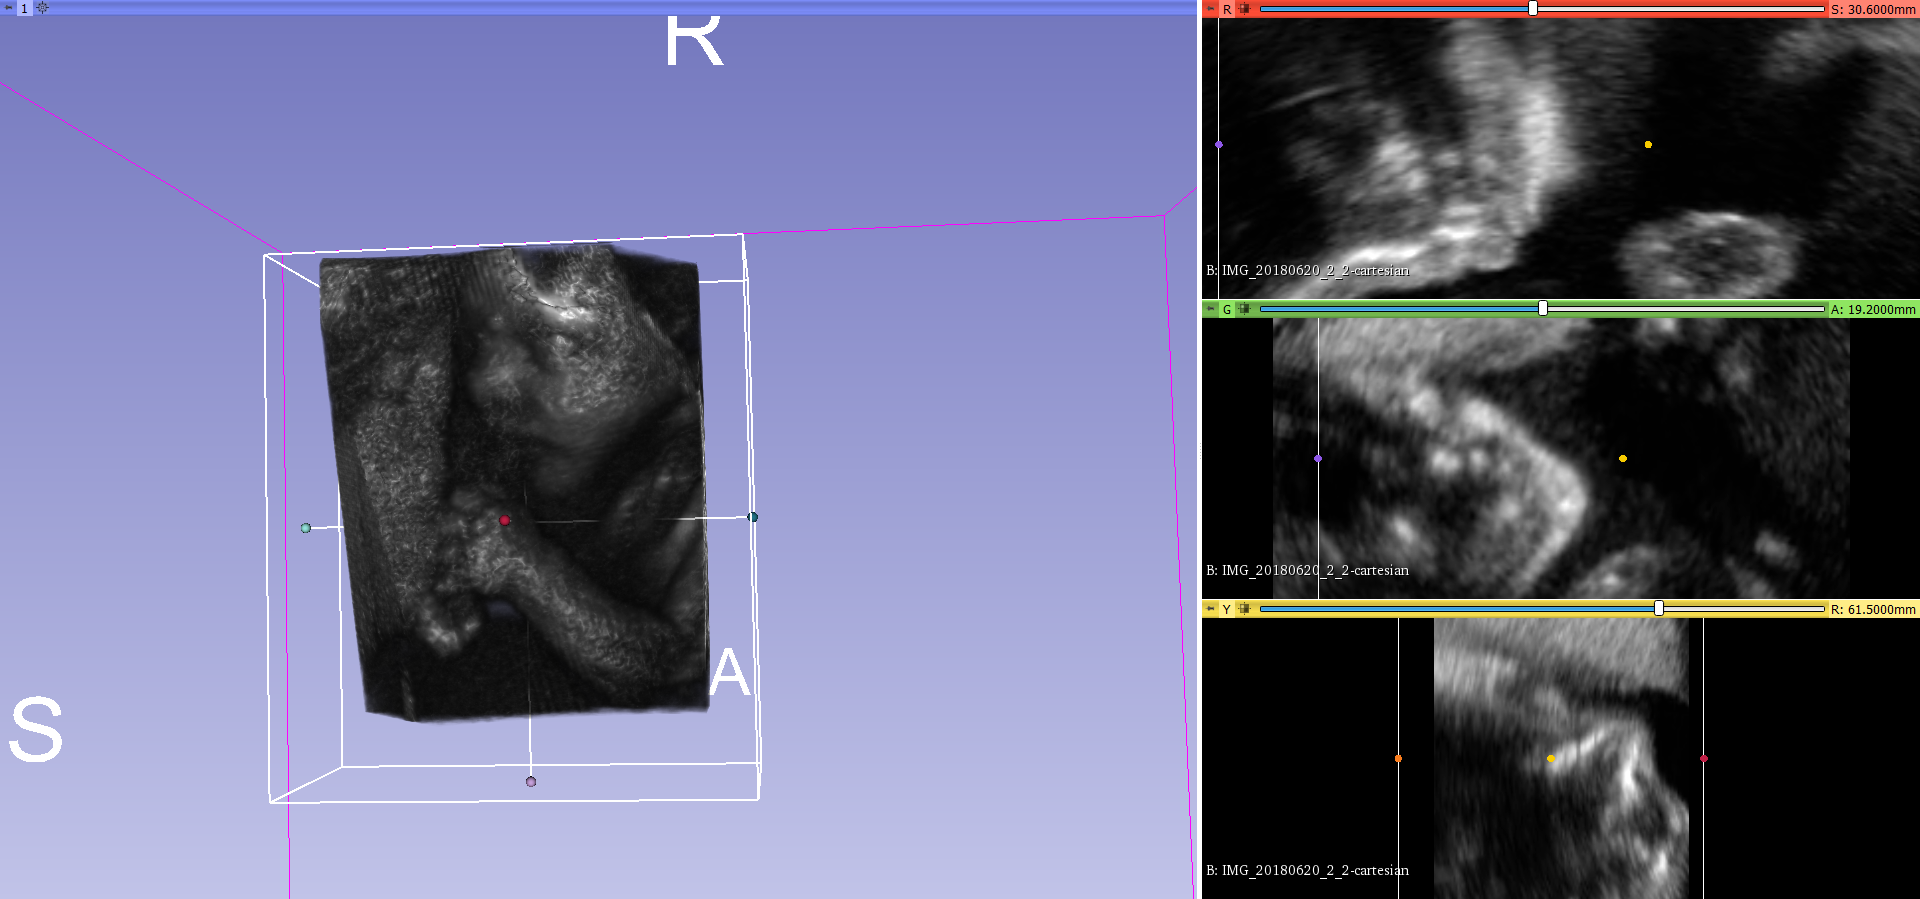 1
R
S
A
R
S: 30.6000mm
B: IMG_20180620_2_2-cartesian
G
A: 19.2000mm
B: IMG_20180620_2_2-cartesian
Y
R: 61.5000mm
B: IMG_20180620_2_2-cartesian